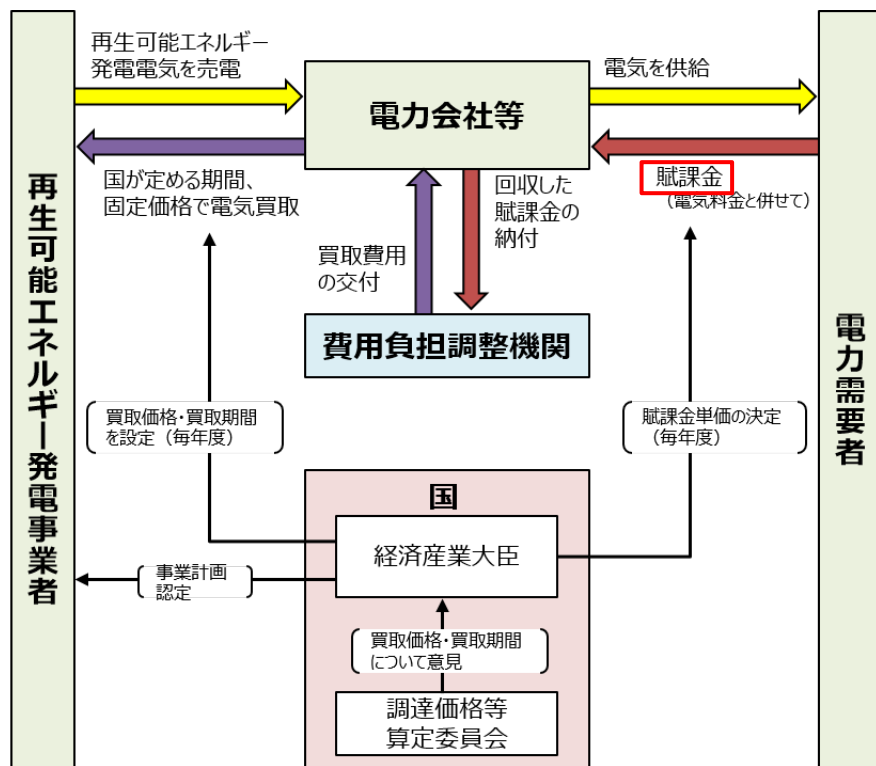 再生可能エネルギー
発電電気を売電
電力会社等
電気を供給
国が定める期間、
固定価格で電気買取
回収した
賦課金の
納付
賦課金
（電気料金と併せて）
買取費用
の交付
費用負担調整機関
再生可能エネルギー発電事業者
電力需要者
買取価格・買取期間
を設定（毎年度）
賦課金単価の決定
（毎年度）
国
経済産業大臣
事業計画
認定
買取価格・買取期間
について意見
調達価格等
算定委員会